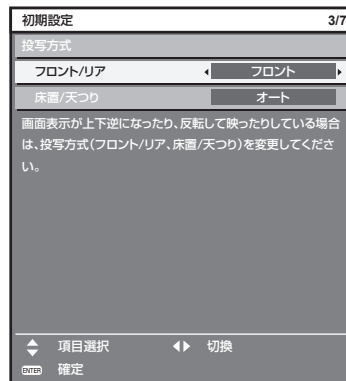 初期設定 3/7
投写方式
フロント/リア フロント
床置/天つり オート
画面表示が上下逆になったり、反転して映ったりしている場合
は、投写方式(フロント/リア、床置/天つり)を変更してくださ
い。
項目選択 切換
ENTER 確定